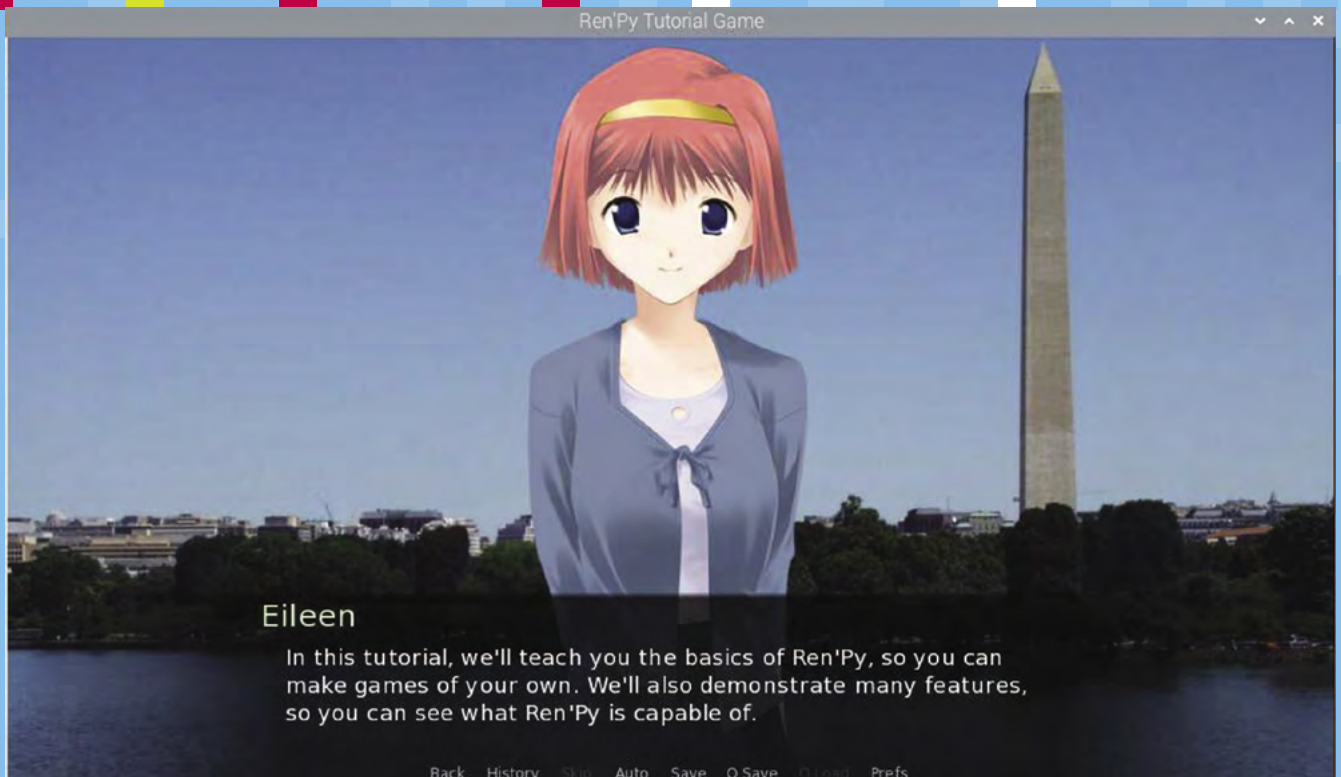 Ren'Py Tutorial Game
Eileen
In this tutorial, we'll teach you the basics of Ren'Py, so you can
make games of your own. We'll also demonstrate many features,
so you can see what Ren'Py is capable of.
Back History Skip Auto Save Q.Save Q.Load Prefs